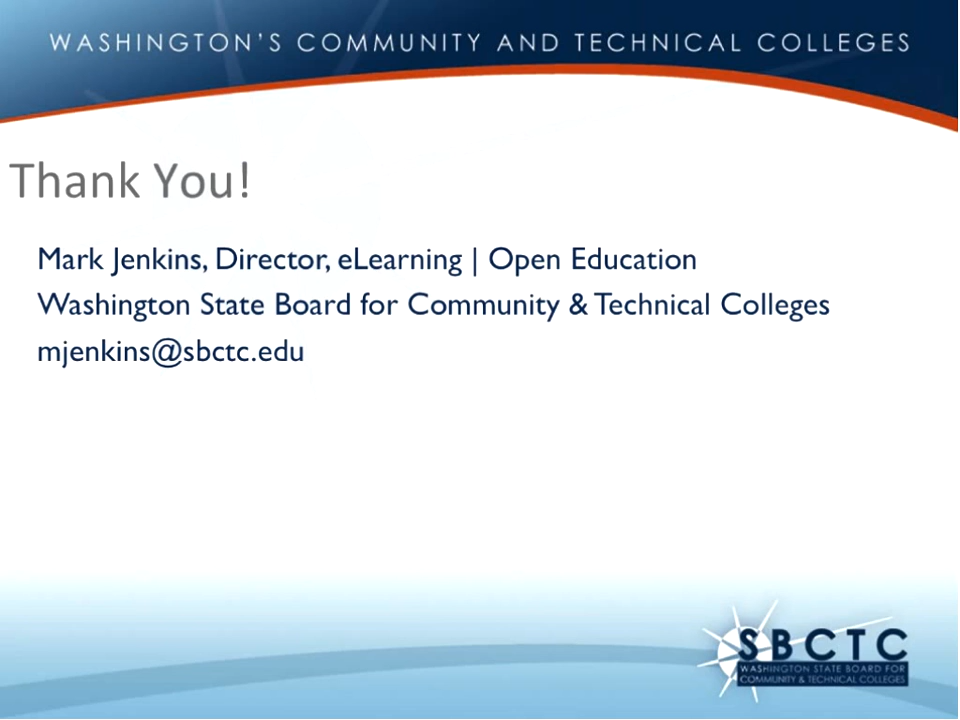 WASHINGTON'S COMMUNITY AND TECHNICAL COLLEGES
Thank You!
Mark Jenkins, Director, eLearning | Open Education
Washington State Board for Community & Technical Colleges
mjenkins@sbctc.edu
SBCTC
WASHINGTON STATE BOARD FOR
COMMUNITY & TECHNICAL COLLEGES